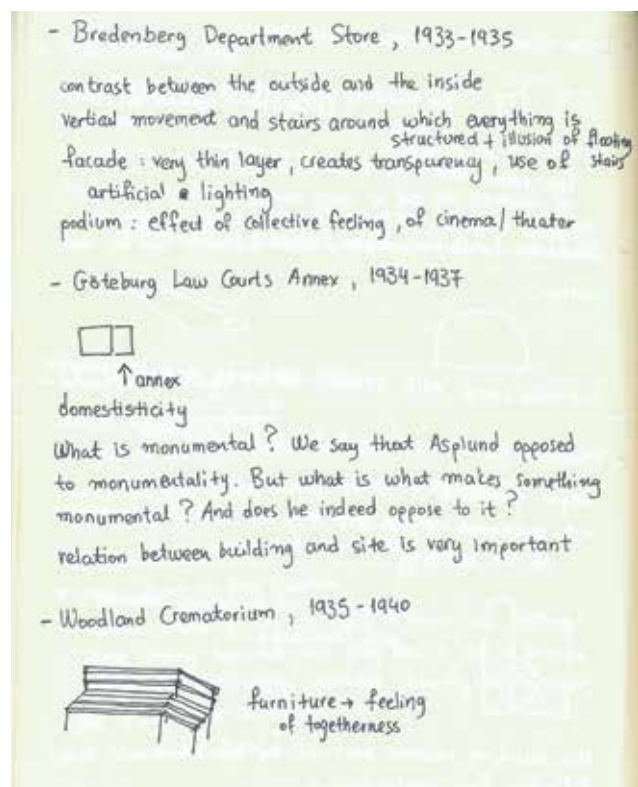 - Bredenberg Department Store, 1933-1935
contrast between the outside and the inside
vertical movement and stairs around which everything is
structured + illusion of floating
facade : very thin layer, creates transparency, use of stairs
artificial lighting
podium : effect of collective feeling, of cinema/theater
- Göteburg Law Courts Annex, 1934-1937
↑ annex
domestisticity
What is monumental? We say that Asplund opposed
to monumentality. But what is what makes something
monumental? And does he indeed oppose to it?
relation between building and site is very important
- Woodland Crematorium, 1935-1940
furniture → feeling
of togetherness